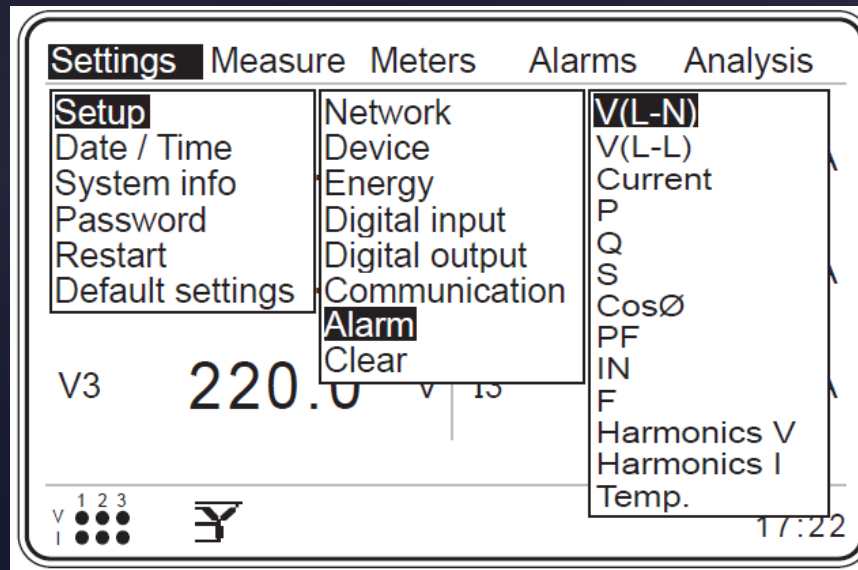 Settings Measure Meters Alarms Analysis
Setup
Date / Time
System info
Password
Restart
Default settings
Network
Device
Energy
Digital input
Digital output
Communication
Alarm
Clear
V(L-N)
V(L-L)
Current
P
Q
S
CosØ
PF
IN
F
Harmonics V
Harmonics I
Temp.
V3 220.0 V I3
1 2 3
V
I
17:22